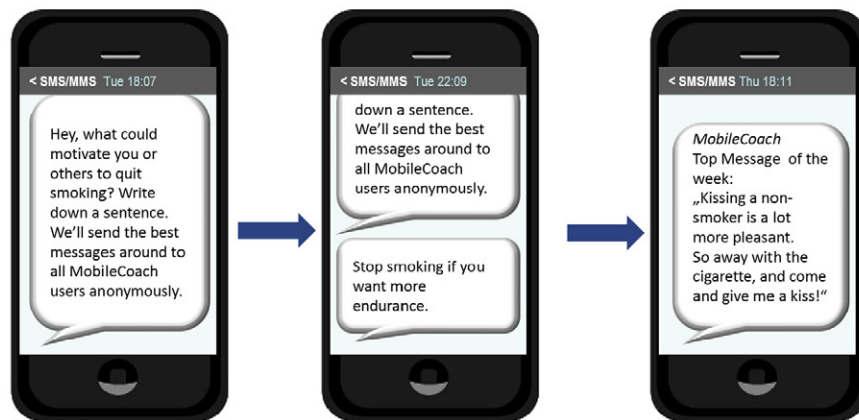 < SMS/MMS Tue 18:07
Hey, what could
motivate you or
others to quit
smoking? Write
down a sentence.
We'll send the best
messages around to
all MobileCoach
users anonymously.
< SMS/MMS Tue 22:09
down a sentence.
We'll send the best
messages around to
all MobileCoach
users anonymously.
Stop smoking if you
want more
endurance.
< SMS/MMS Thu 18:11
MobileCoach
Top Message of the
week:
„Kissing a non-
smoker is a lot
more pleasant.
So away with the
cigarette, and come
and give me a kiss!“